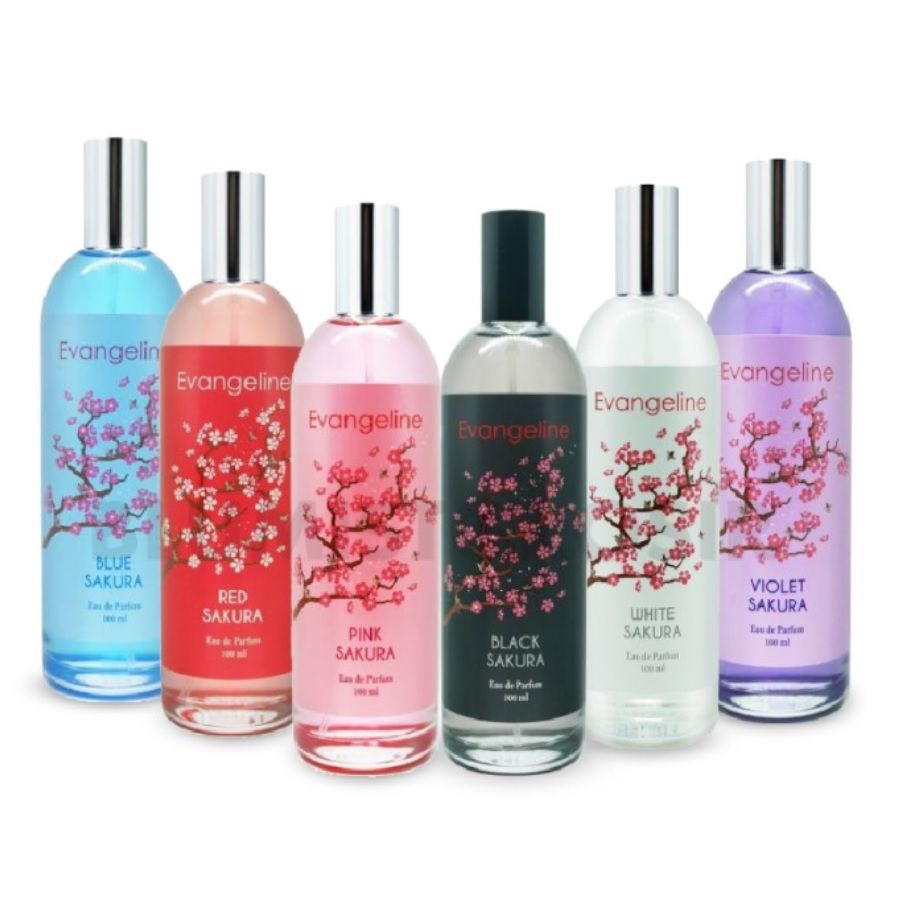 Evangelin
BLUE
SAKURA
Eau de Parfum
100 ml
Evangeline
RED
SAKURA
Eau de Parfum
100 ml
Evangeline
PINK
SAKURA
Eau de Parfum
100 ml
Evangeline
BLACK
SAKURA
Eau de Parfum
100 ml
Evangeline
WHITE
SAKURA
Eau de Parfum
100 ml
Evangeline
VIOLET
SAKURA
Eau de Parfum
100 ml